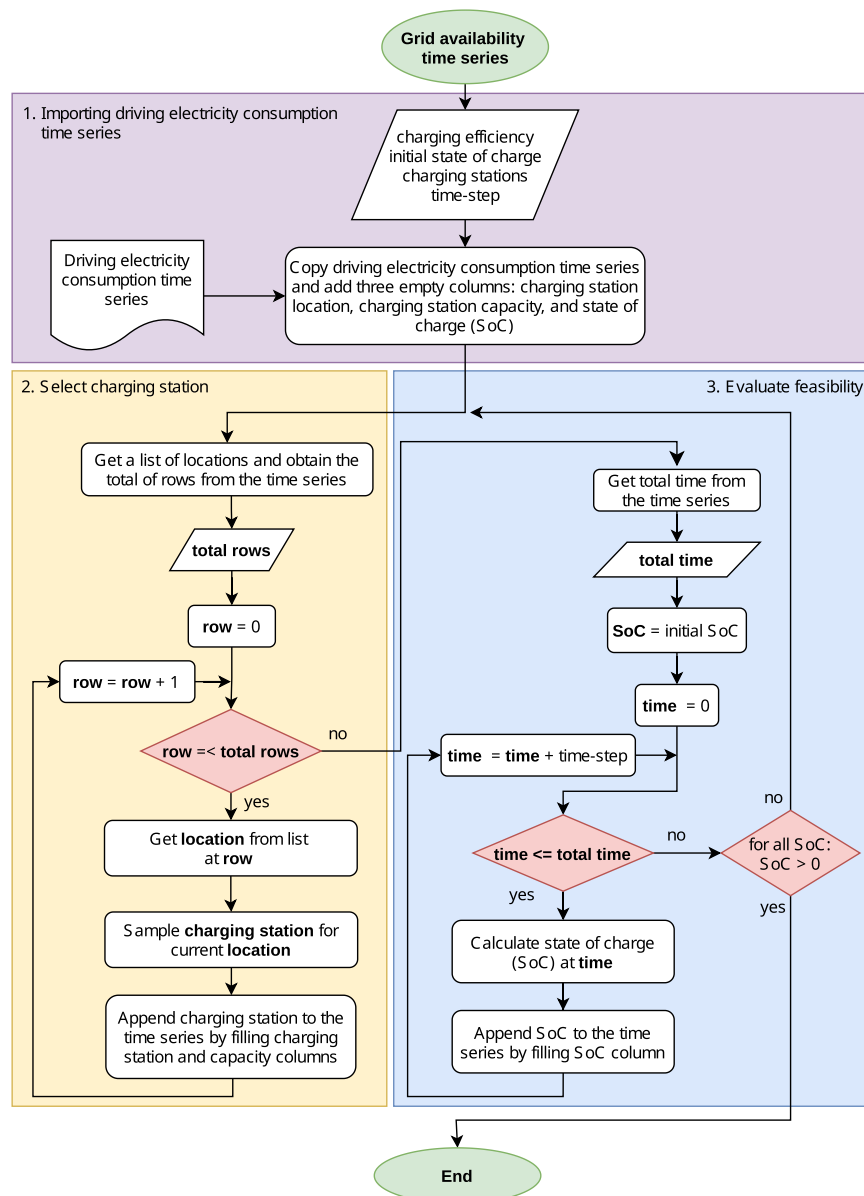 Grid availability
time series
1. Importing driving electricity consumption
time series
charging efficiency
initial state of charge
charging stations
time-step
Driving electricity
consumption time
series
Copy driving electricity consumption time series
and add three empty columns: charging station
location, charging station capacity, and state of
charge (SoC)
2. Select charging station
Get a list of locations and obtain the
total of rows from the time series
total rows
row = 0
row = row + 1
row =< total rows
no
yes
Get location from list
at row
Sample charging station for
current location
Append charging station to the
time series by filling charging
station and capacity columns
3. Evaluate feasibility
Get total time from
the time series
total time
SoC = initial SoC
time = 0
time = time + time-step
time <= total time
no
yes
Calculate state of charge
(SoC) at time
Append SoC to the time
series by filling SoC column
for all SoC:
SoC > 0
no
yes
End